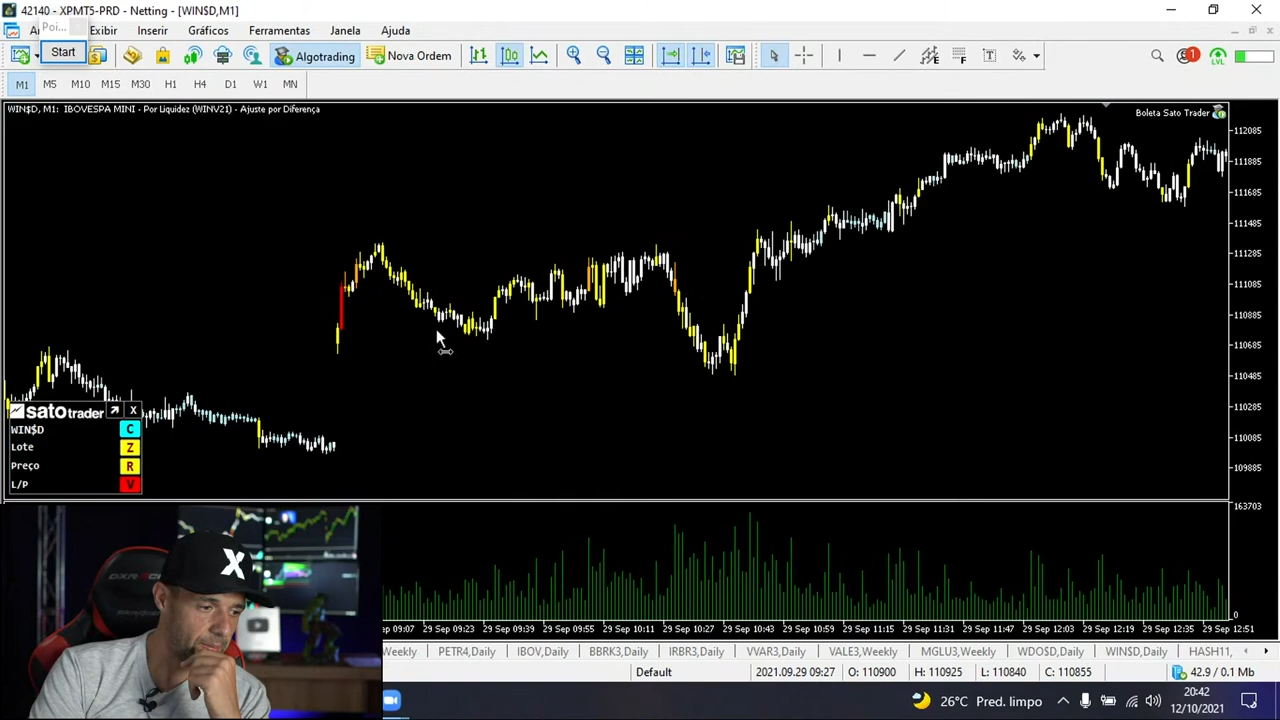 42140 - XPMT5-PRD - Netting - [WIN$D,M1]
Poi...
Exibir Inserir Gráficos Ferramentas Janela Ajuda
Start
Algotrading Nova Ordem
1
LVL
M1 M5 M10 M15 M30 H1 H4 D1 W1 MN
WIN$D, M1: IBOVESPA MINI - Por Liquidez (WINV21) - Ajuste por Diferença
Boleta Sato Trader
112085
111885
111685
111485
111285
111085
110885
110685
110485
110285
110085
109885
satotrader X
WIN$D C
Lote Z
Preço R
L/P V
163703
0
X
09:07 29 Sep 09:23 29 Sep 09:39 29 Sep 09:55 29 Sep 10:11 29 Sep 10:27 29 Sep 10:43 29 Sep 10:59 29 Sep 11:15 29 Sep 11:31 29 Sep 11:47 29 Sep 12:03 29 Sep 12:19 29 Sep 12:35 29 Sep 12:51
Weekly PETR4,Daily IBOV,Daily BBRK3,Daily IRBR3,Daily VVAR3,Daily VALE3,Weekly MGLU3,Weekly WDO$D,Daily WIN$D,Daily HASH11,
Default 2021.09.29 09:27 O: 110900 H: 110925 L: 110840 C: 110855 42.9 / 0.1 Mb
26°C Pred. limpo
20:42
12/10/2021